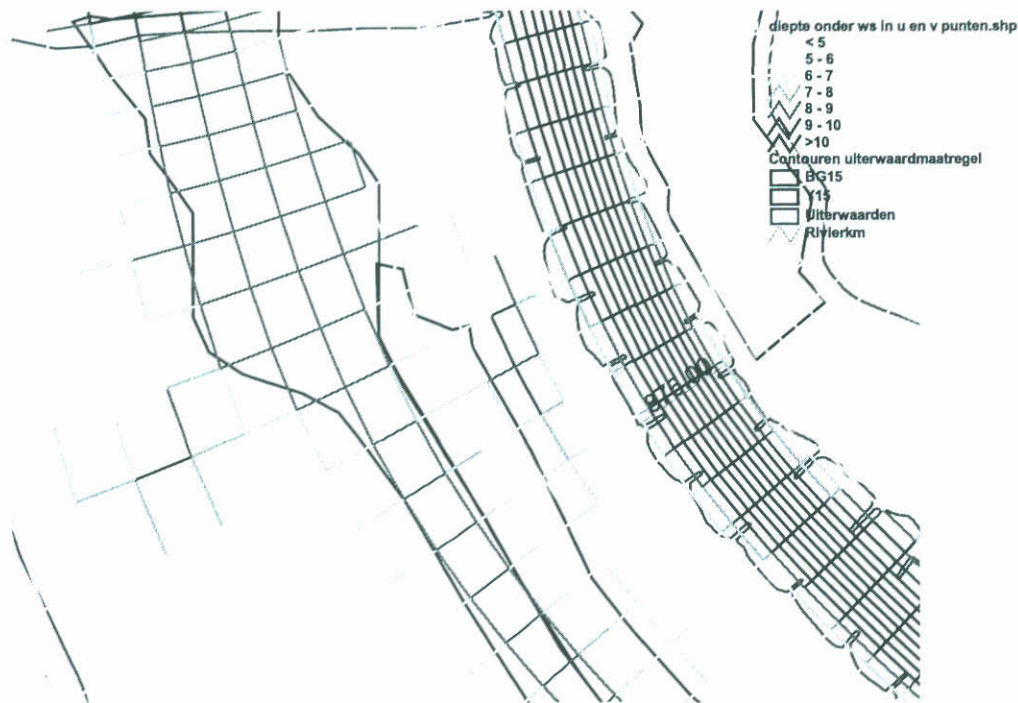 diepte onder ws in u en v punten.shp
< 5
5 - 6
6 - 7
7 - 8
8 - 9
9 - 10
>10
Contouren uiterwaardmaatregel
BG15
Y15
Uiterwaarden
Rivierkm